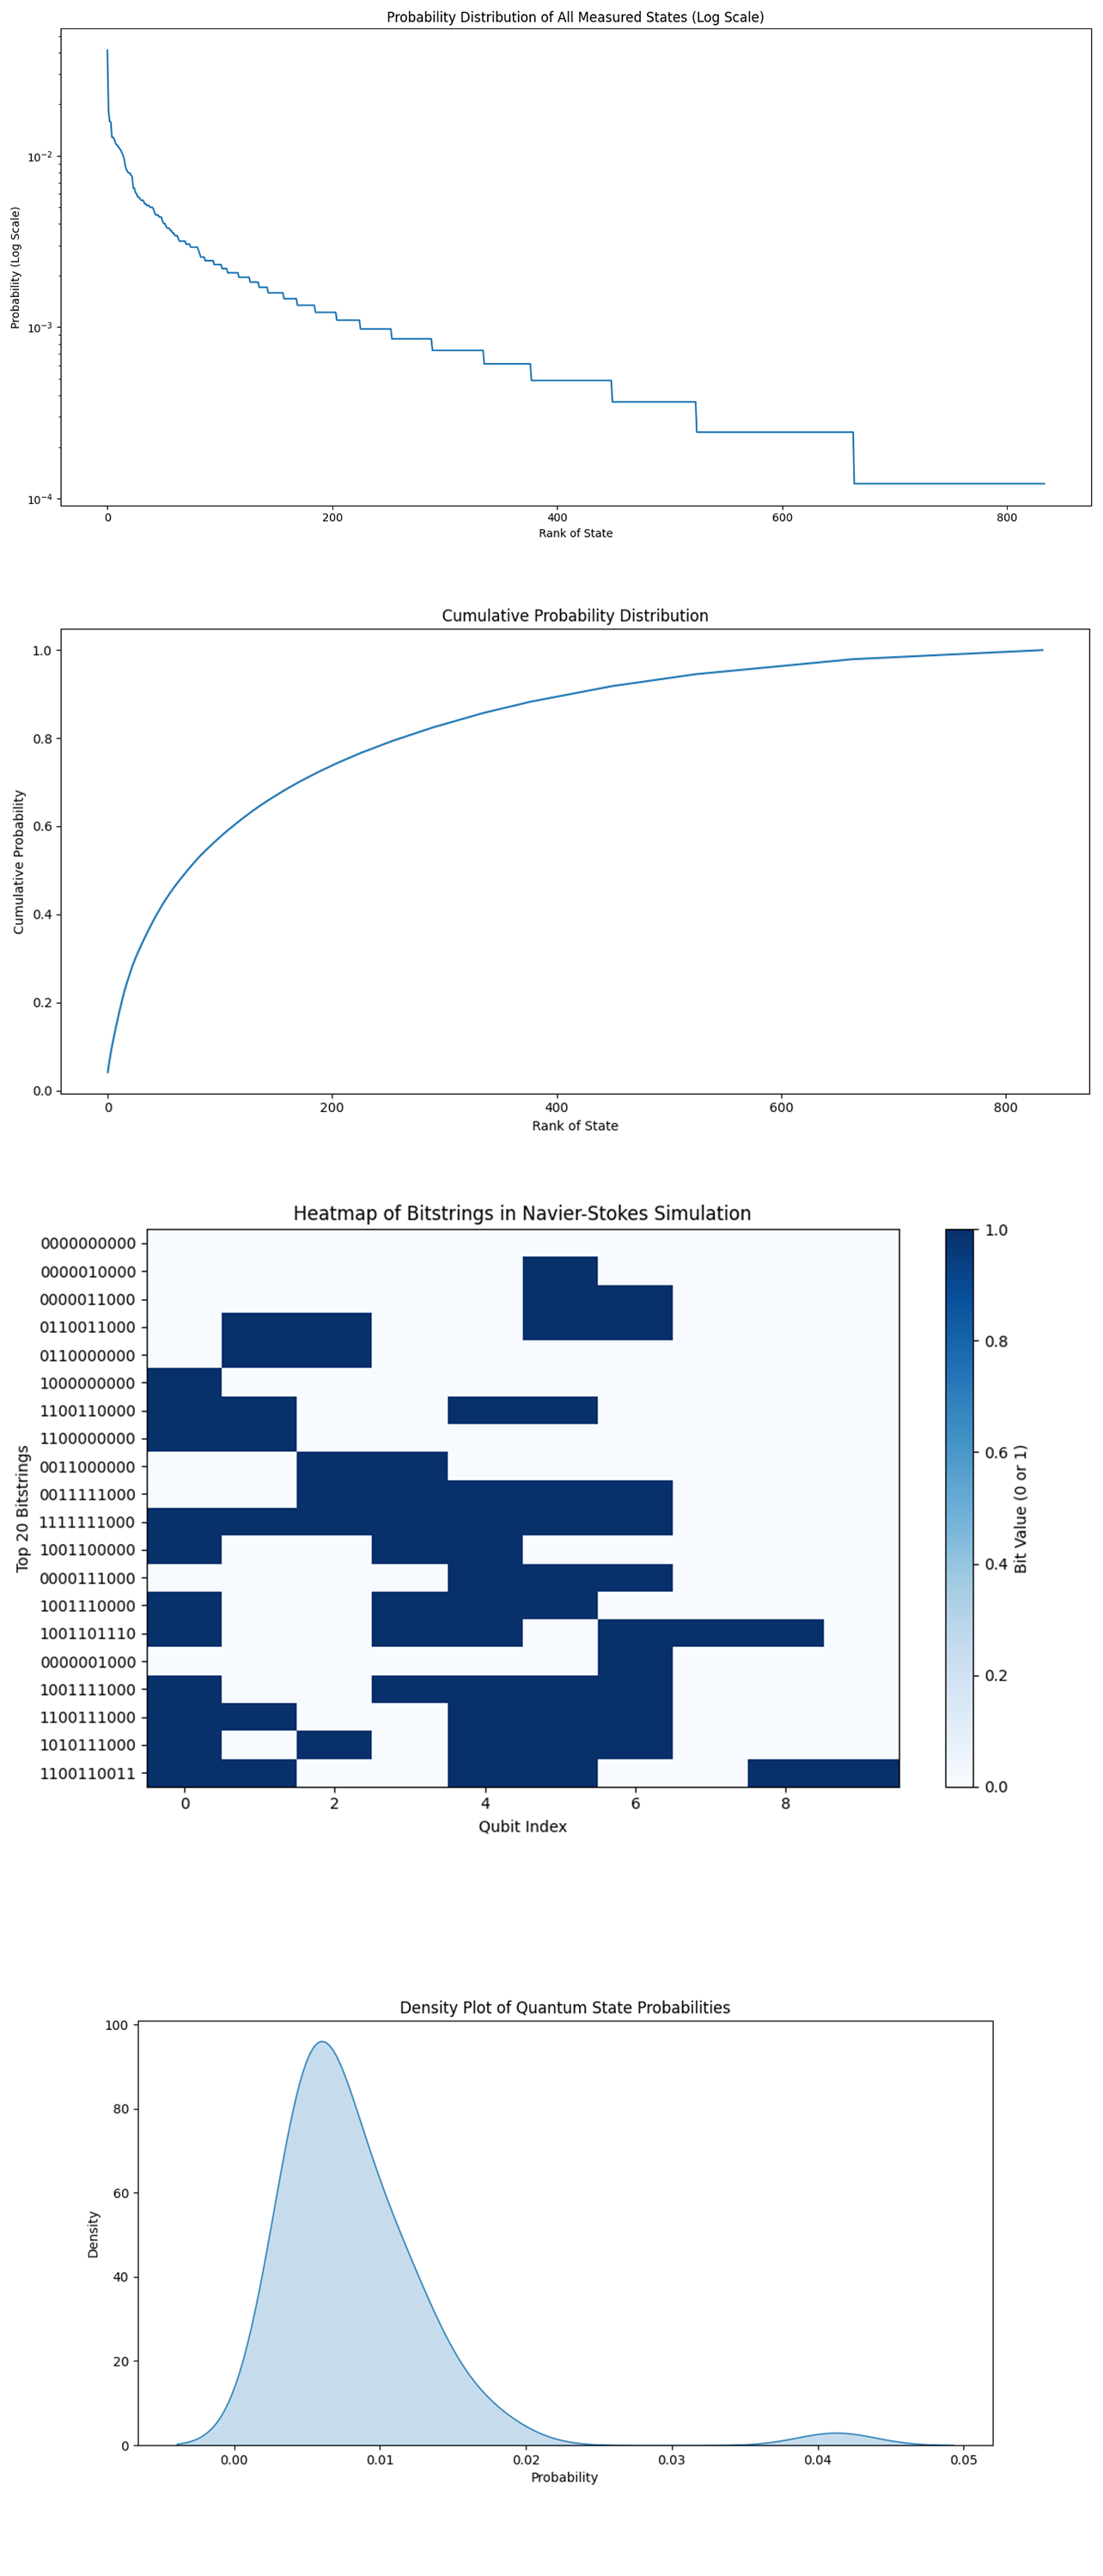 Probability Distribution of All Measured States (Log Scale)
Probability (Log Scale)
10⁻²
10⁻³
10⁻⁴
0 200 400 600 800
Rank of State
Cumulative Probability Distribution
Cumulative Probability
1.0
0.8
0.6
0.4
0.2
0.0
0 200 400 600 800
Rank of State
Heatmap of Bitstrings in Navier-Stokes Simulation
Top 20 Bitstrings
0000000000
0000010000
0000011000
0110011000
0110000000
1000000000
1100110000
1100000000
0011000000
0011111000
1111111000
1001100000
0000111000
1001110000
1001101110
0000001000
1001111000
1100111000
1010111000
1100110011
0 2 4 6 8
Qubit Index
1.0
0.8
0.6
0.4
0.2
0.0
Bit Value (0 or 1)
Density Plot of Quantum State Probabilities
Density
100
80
60
40
20
0
0.00 0.01 0.02 0.03 0.04 0.05
Probability